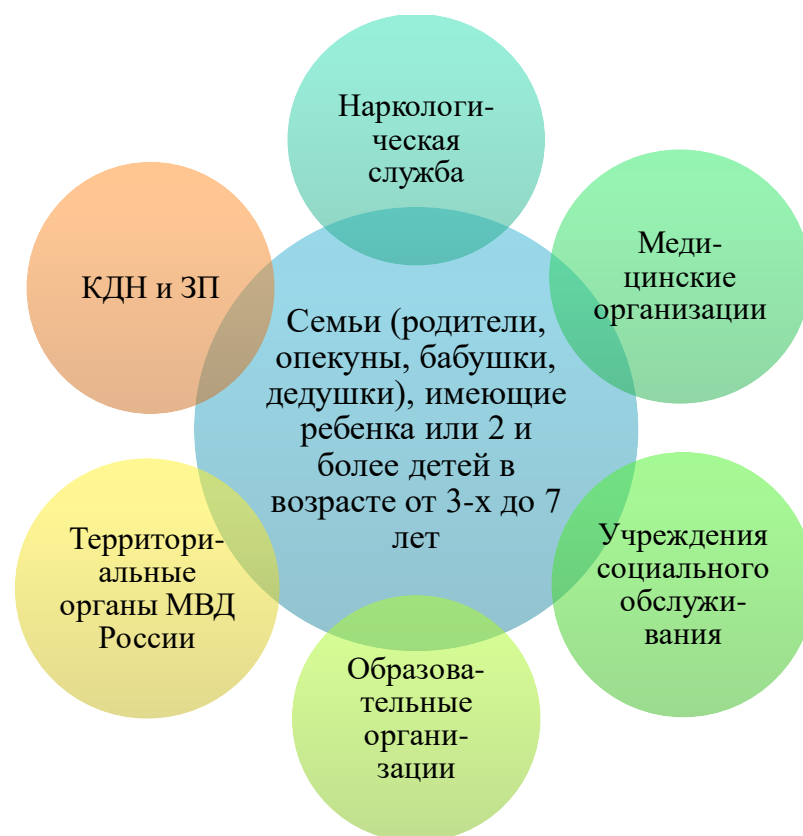 Наркологи-
ческая
служба
Меди-
цинские
организации
КДН и ЗП
Семьи (родители,
опекуны, бабушки,
дедушки), имеющие
ребенка или 2 и
более детей в
возрасте от 3-х до 7
лет
Учреждения
социального
обслужи-
вания
Территори-
альные
органы МВД
России
Образова-
тельные
органи-
зации